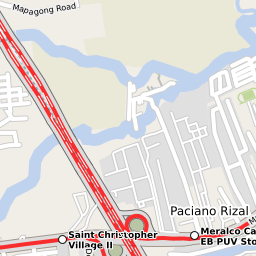 Mapagong Road
Paciano Rizal
Saint Christopher
Village II
Meralco Ca
EB PUV Sto